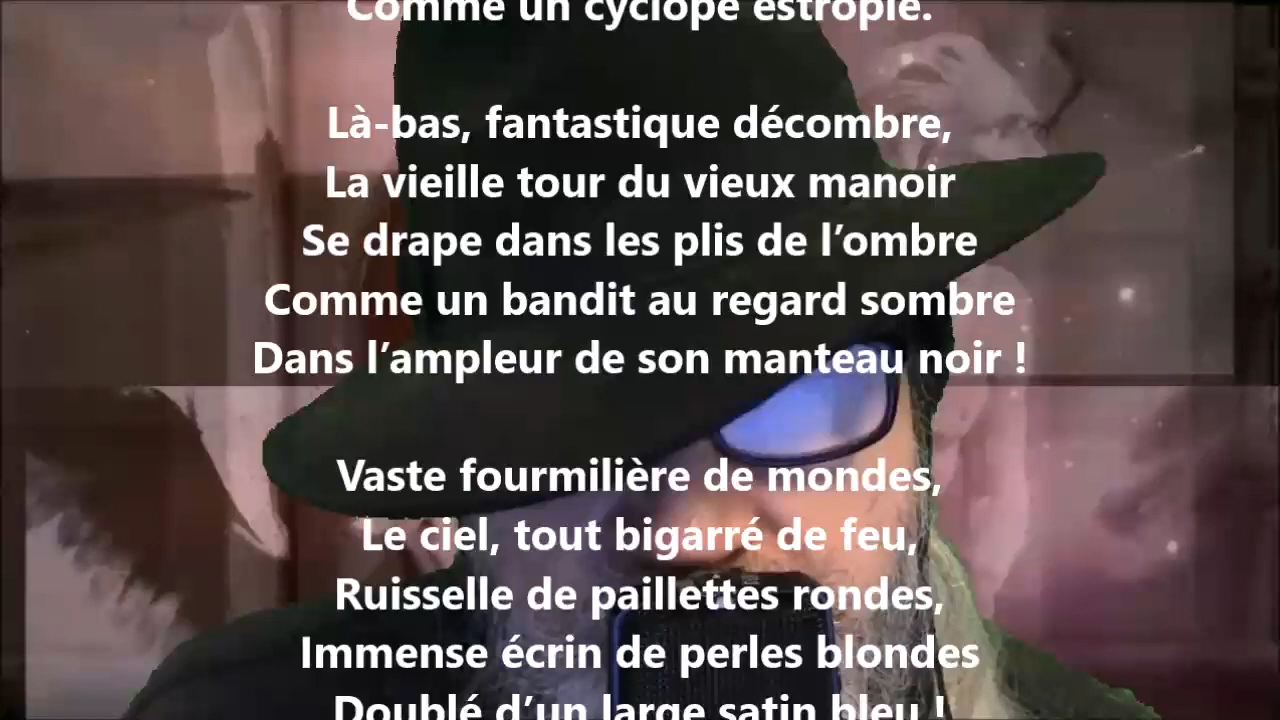 Comme un cyclope estropié.
Là-bas, fantastique décombre,
La vieille tour du vieux manoir
Se drape dans les plis de l’ombre
Comme un bandit au regard sombre
Dans l’ampleur de son manteau noir !
Vaste fourmilière de mondes,
Le ciel, tout bigarré de feu,
Ruisselle de paillettes rondes,
Immense écrin de perles blondes
Doublé d’un large satin bleu !